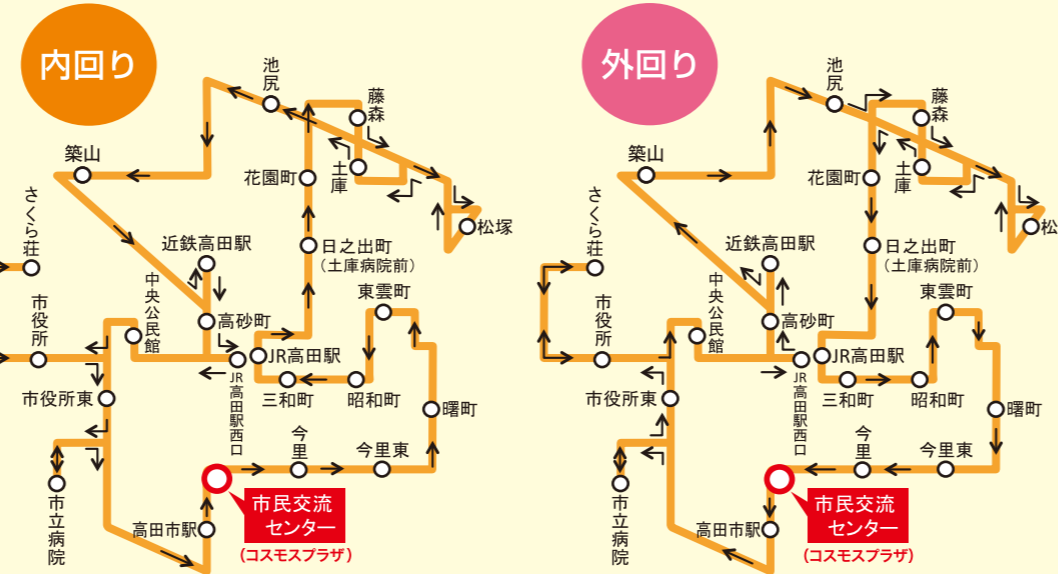 内回り
池尻
藤森
築山
花園町
土庫
さくら荘
松塚
近鉄高田駅
日之出町
（土庫病院前）
中央公民館
東雲町
市役所
高砂町
JR高田駅
JR高田駅西口
三和町
昭和町
市役所東
曙町
今里
今里東
市立病院
高田市駅
市民交流
センター
（コスモスプラザ）
外回り
池尻
藤森
築山
花園町
土庫
さくら荘
松
近鉄高田駅
日之出町
（土庫病院前）
中央公民館
東雲町
市役所
高砂町
JR高田駅
JR高田駅西口
三和町
昭和町
市役所東
曙町
今里
今里東
市立病院
高田市駅
市民交流
センター
（コスモスプラザ）